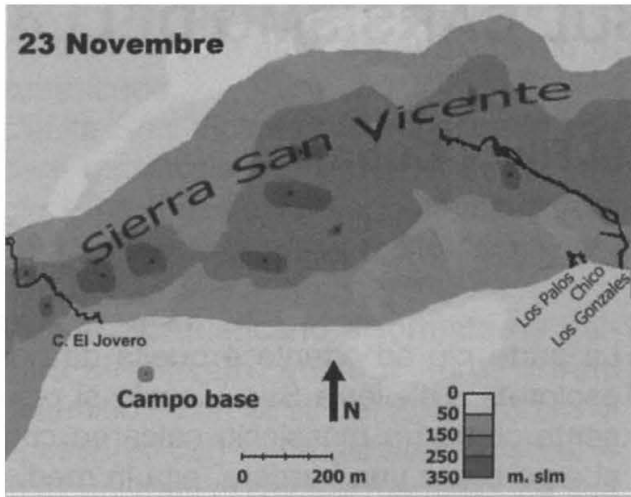 23 Novembre
Sierra San Vicente
Los Palos
Chico
Los Gonzales
C. El Jovero
Campo base
N
0
50
150
250
350
m. slm
0 200 m